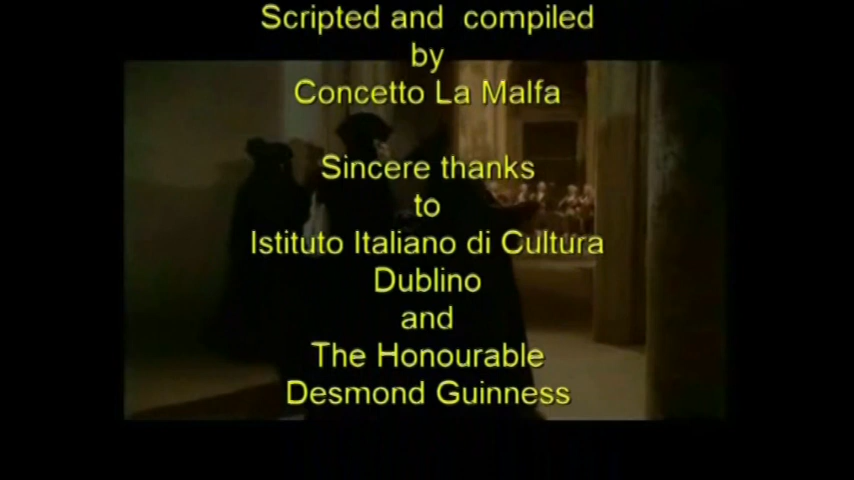 Scripted and  compiled
by
Concetto La Malfa
Sincere thanks
to
Istituto Italiano di Cultura
Dublino
and
The Honourable
Desmond Guinness